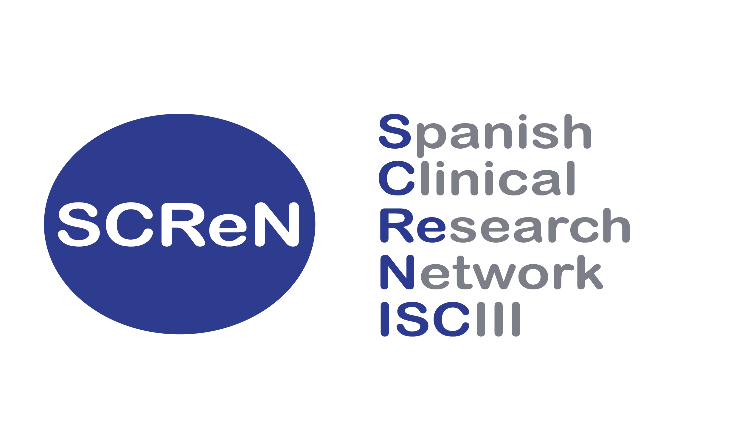 SCReN
Spanish
Clinical
Research
Network
ISCIII